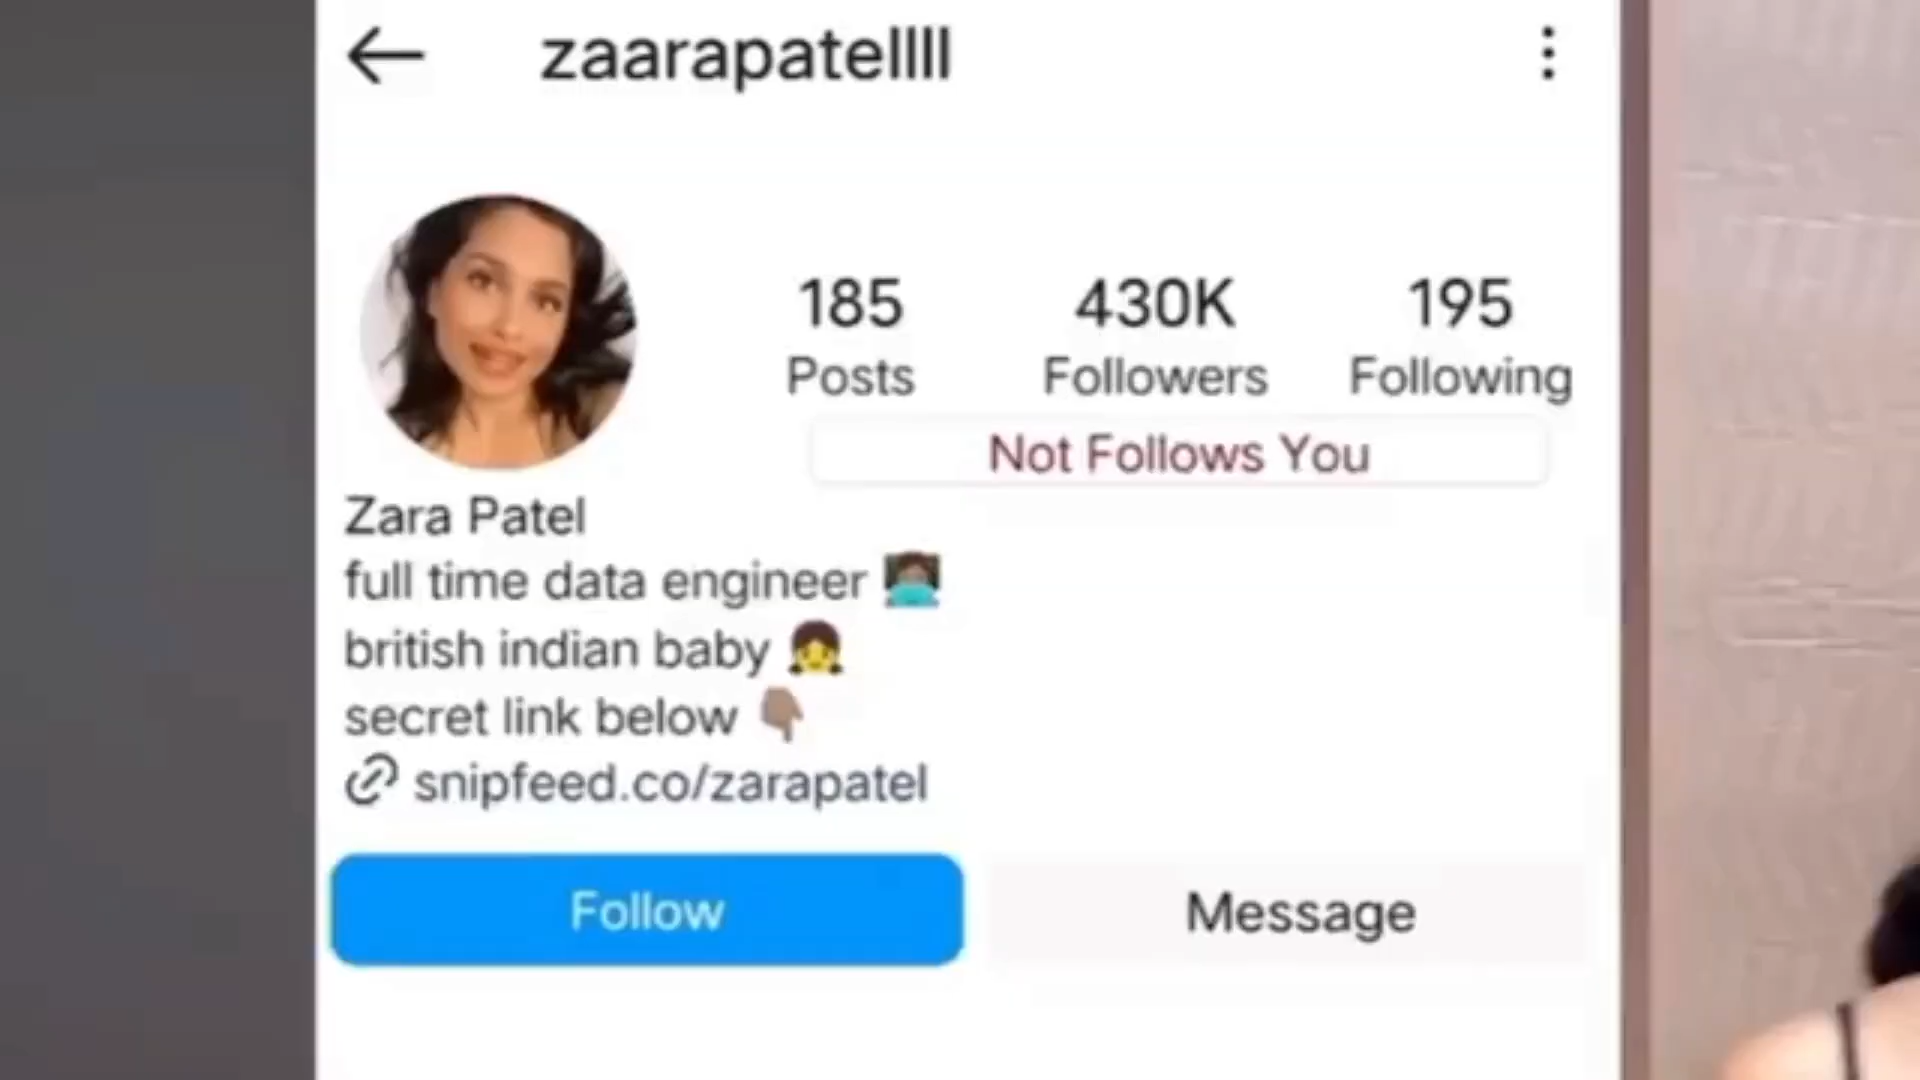 zaarapatellll
185 430K 195
Posts Followers Following
Not Follows You
Zara Patel
full time data engineer 👩🏽‍💻
british indian baby 👧
secret link below 👇🏽
snipfeed.co/zarapatel
Follow Message